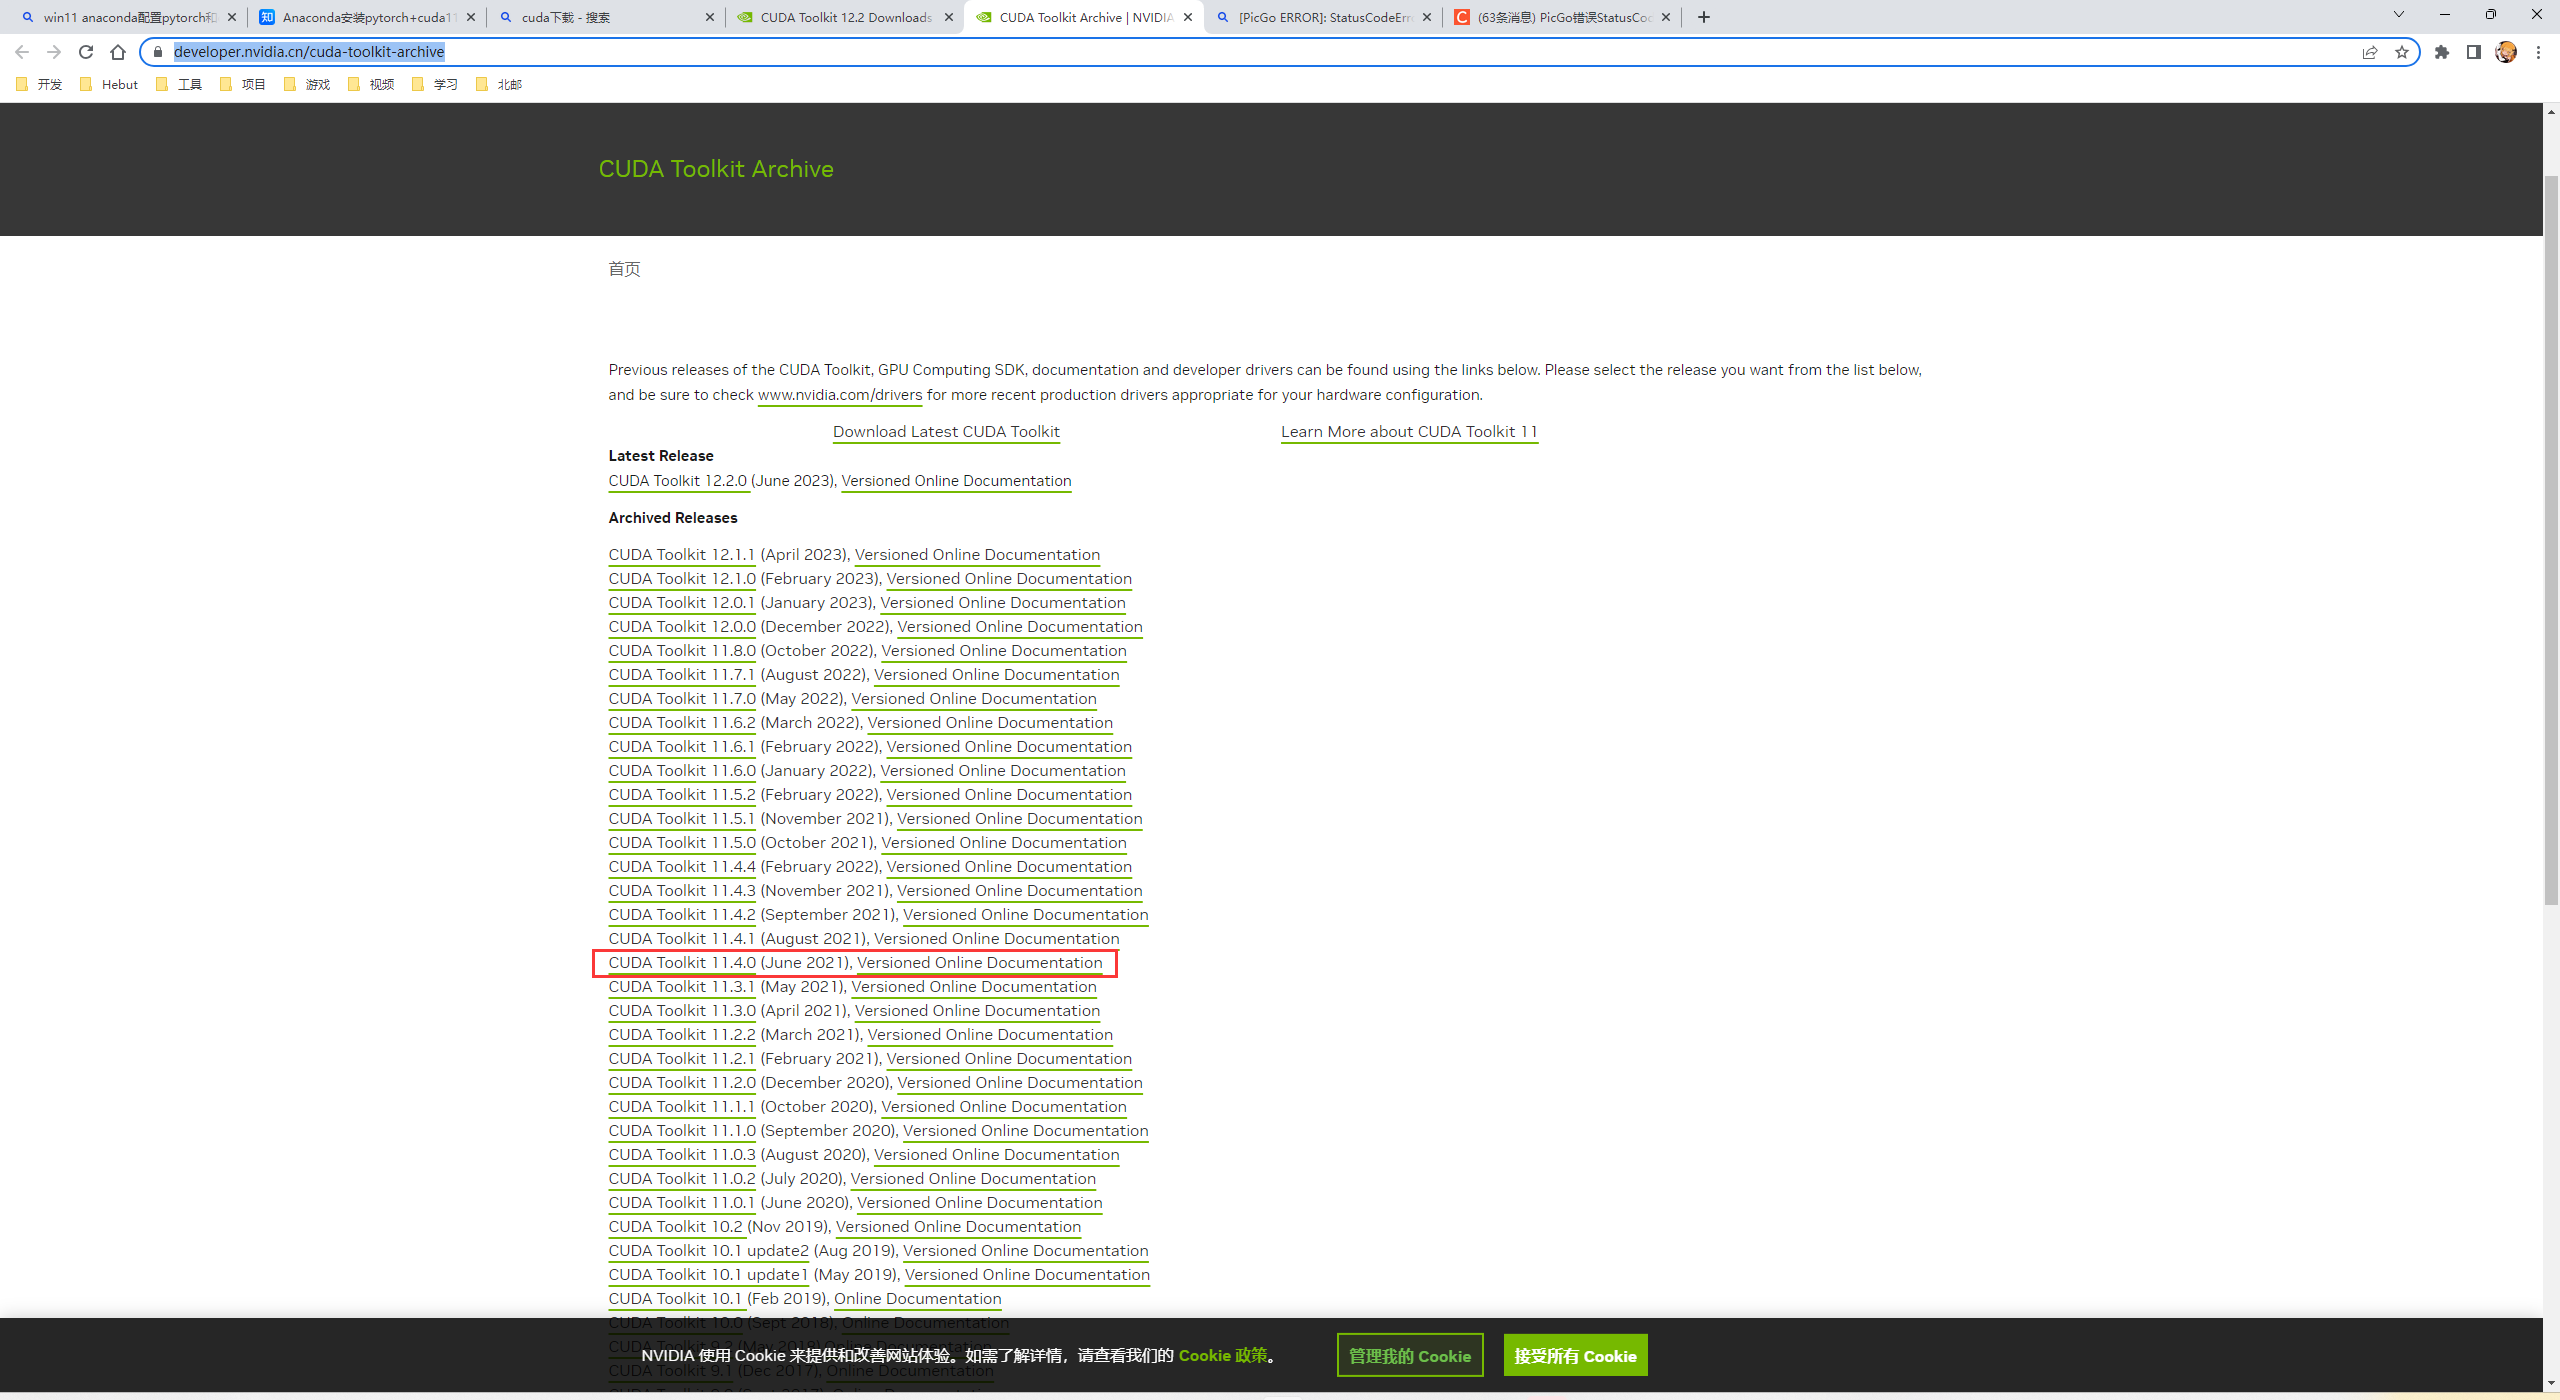 win11 anaconda配置pytorch和
Anaconda安装pytorch+cuda11
cuda下载 - 搜索
CUDA Toolkit 12.2 Downloads
CUDA Toolkit Archive | NVIDIA
[PicGo ERROR]: StatusCodeErr
(63条消息) PicGo错误StatusCod
developer.nvidia.cn/cuda-toolkit-archive
开发 Hebut 工具 项目 游戏 视频 学习 北邮
CUDA Toolkit Archive
首页
Previous releases of the CUDA Toolkit, GPU Computing SDK, documentation and developer drivers can be found using the links below. Please select the release you want from the list below,
and be sure to check www.nvidia.com/drivers for more recent production drivers appropriate for your hardware configuration.
Download Latest CUDA Toolkit Learn More about CUDA Toolkit 11
Latest Release
CUDA Toolkit 12.2.0 (June 2023), Versioned Online Documentation
Archived Releases
CUDA Toolkit 12.1.1 (April 2023), Versioned Online Documentation
CUDA Toolkit 12.1.0 (February 2023), Versioned Online Documentation
CUDA Toolkit 12.0.1 (January 2023), Versioned Online Documentation
CUDA Toolkit 12.0.0 (December 2022), Versioned Online Documentation
CUDA Toolkit 11.8.0 (October 2022), Versioned Online Documentation
CUDA Toolkit 11.7.1 (August 2022), Versioned Online Documentation
CUDA Toolkit 11.7.0 (May 2022), Versioned Online Documentation
CUDA Toolkit 11.6.2 (March 2022), Versioned Online Documentation
CUDA Toolkit 11.6.1 (February 2022), Versioned Online Documentation
CUDA Toolkit 11.6.0 (January 2022), Versioned Online Documentation
CUDA Toolkit 11.5.2 (February 2022), Versioned Online Documentation
CUDA Toolkit 11.5.1 (November 2021), Versioned Online Documentation
CUDA Toolkit 11.5.0 (October 2021), Versioned Online Documentation
CUDA Toolkit 11.4.4 (February 2022), Versioned Online Documentation
CUDA Toolkit 11.4.3 (November 2021), Versioned Online Documentation
CUDA Toolkit 11.4.2 (September 2021), Versioned Online Documentation
CUDA Toolkit 11.4.1 (August 2021), Versioned Online Documentation
CUDA Toolkit 11.4.0 (June 2021), Versioned Online Documentation
CUDA Toolkit 11.3.1 (May 2021), Versioned Online Documentation
CUDA Toolkit 11.3.0 (April 2021), Versioned Online Documentation
CUDA Toolkit 11.2.2 (March 2021), Versioned Online Documentation
CUDA Toolkit 11.2.1 (February 2021), Versioned Online Documentation
CUDA Toolkit 11.2.0 (December 2020), Versioned Online Documentation
CUDA Toolkit 11.1.1 (October 2020), Versioned Online Documentation
CUDA Toolkit 11.1.0 (September 2020), Versioned Online Documentation
CUDA Toolkit 11.0.3 (August 2020), Versioned Online Documentation
CUDA Toolkit 11.0.2 (July 2020), Versioned Online Documentation
CUDA Toolkit 11.0.1 (June 2020), Versioned Online Documentation
CUDA Toolkit 10.2 (Nov 2019), Versioned Online Documentation
CUDA Toolkit 10.1 update2 (Aug 2019), Versioned Online Documentation
CUDA Toolkit 10.1 update1 (May 2019), Versioned Online Documentation
CUDA Toolkit 10.1 (Feb 2019), Online Documentation
CUDA Toolkit 10.0 (Sept 2018), Online Documentation
NVIDIA 使用 Cookie 来提供和改善网站体验。如需了解详情，请查看我们的 Cookie 政策。 管理我的 Cookie 接受所有 Cookie
CUDA Toolkit 9.1 (Dec 2017), Online Documentation